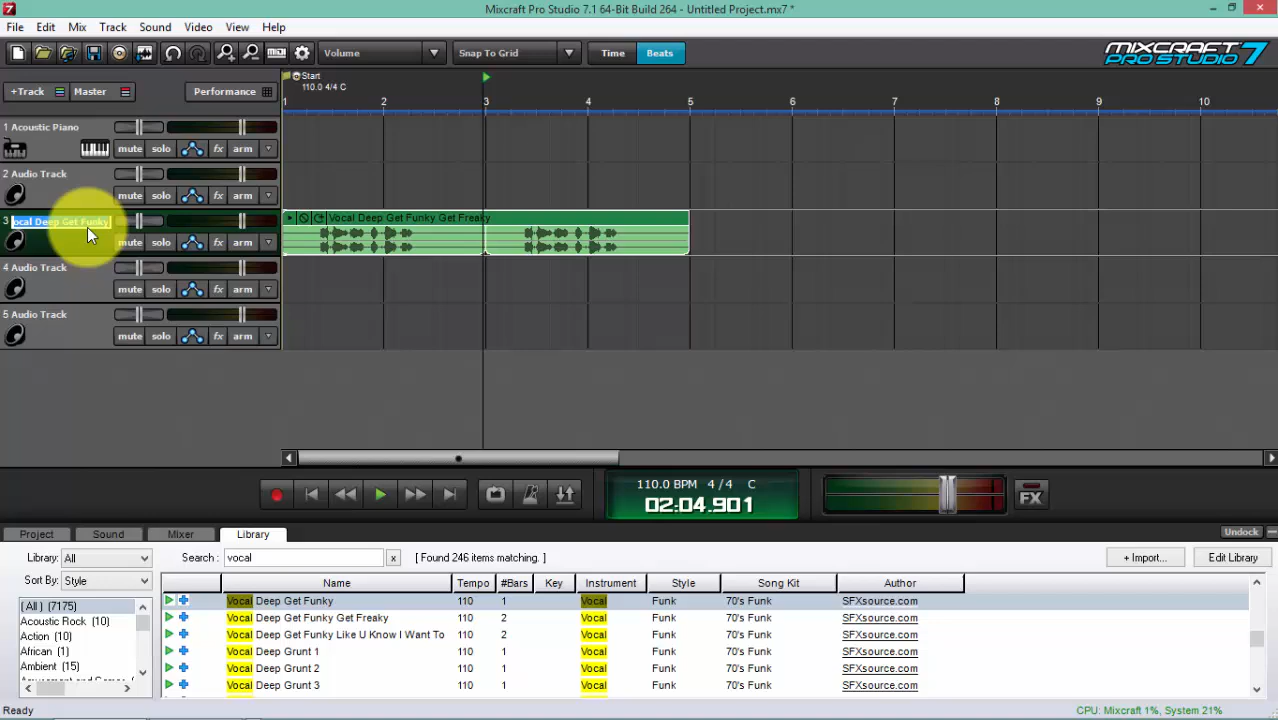 7 Mixcraft Pro Studio 7.1 64-Bit Build 264 - Untitled Project.mx7 *
File Edit Mix Track Sound Video View Help
Volume Snap To Grid Time Beats MIXCRAFT PRO STUDIO 7
+Track Master Performance
Start
110.0 4/4 C
1 2 3 4 5 6 7 8 9 10
1 Acoustic Piano
mute solo fx arm
2 Audio Track
mute solo fx arm
3 ocal Deep Get Funky
Vocal Deep Get Funky Get Freaky
mute solo fx arm
4 Audio Track
mute solo fx arm
5 Audio Track
mute solo fx arm
110.0 BPM 4/4 C
02:04.901
FX
Project Sound Mixer Library Undock
Library: All Search : vocal x [ Found 246 items matching. ] + Import... Edit Library
Sort By: Style Name Tempo #Bars Key Instrument Style Song Kit Author
( All ) (7175)
Acoustic Rock (10)
Action (10)
African (1)
Ambient (15)
Vocal Deep Get Funky 110 1 Vocal Funk 70's Funk SFXsource.com
Vocal Deep Get Funky Get Freaky 110 2 Vocal Funk 70's Funk SFXsource.com
Vocal Deep Get Funky Like U Know I Want To 110 2 Vocal Funk 70's Funk SFXsource.com
Vocal Deep Grunt 1 110 1 Vocal Funk 70's Funk SFXsource.com
Vocal Deep Grunt 2 110 1 Vocal Funk 70's Funk SFXsource.com
Vocal Deep Grunt 3 110 1 Vocal Funk 70's Funk SFXsource.com
Ready CPU: Mixcraft 1%, System 21%